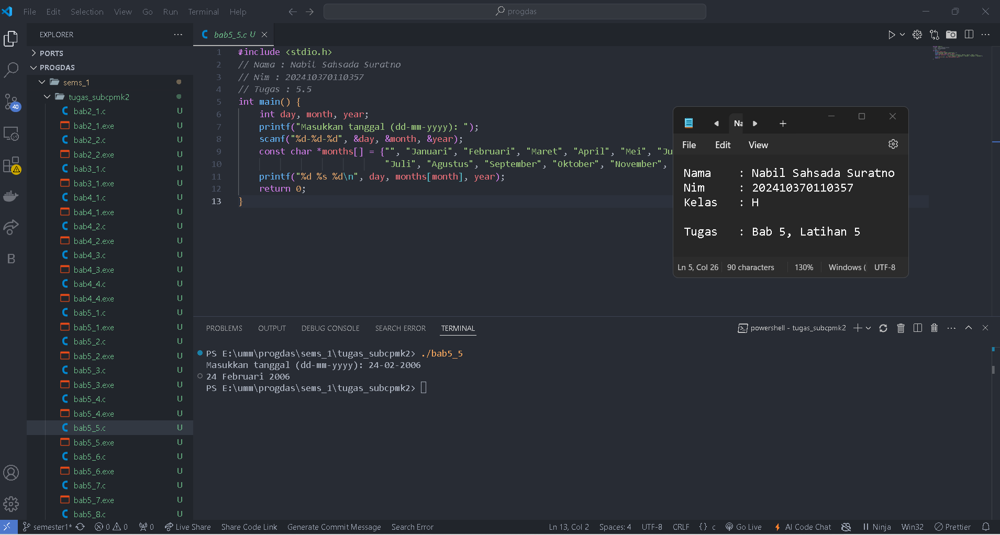 File Edit Selection View Go Run Terminal Help
progdas
EXPLORER
PORTS
PROGDAS
sems_1
tugas_subcpmk2
bab2_1.c U
bab2_1.exe U
bab2_2.c U
bab2_2.exe U
bab3_1.c U
bab3_1.exe U
bab4_1.c U
bab4_1.exe U
bab4_2.c U
bab4_2.exe U
bab4_3.c U
bab4_3.exe U
bab4_4.c U
bab4_4.exe U
bab5_1.c U
bab5_1.exe U
bab5_2.c U
bab5_2.exe U
bab5_3.c U
bab5_3.exe U
bab5_4.c U
bab5_4.exe U
bab5_5.c U
bab5_5.exe U
bab5_6.c U
bab5_6.exe U
bab5_7.c U
bab5_7.exe U
bab5_8.c U
40
B
bab5_5.c U
1 #include <stdio.h>
2 // Nama : Nabil Sahsada Suratno
3 // Nim : 202410370110357
4 // Tugas : 5.5
5 int main() {
6 int day, month, year;
7 printf("Masukkan tanggal (dd-mm-yyyy): ");
8 scanf("%d-%d-%d", &day, &month, &year);
9 const char *months[] = {"", "Januari", "Februari", "Maret", "April", "Mei", "Ju
10 "Juli", "Agustus", "September", "Oktober", "November",
11 printf("%d %s %d\n", day, months[month], year);
12 return 0;
13 }
Na
File Edit View
Nama : Nabil Sahsada Suratno
Nim : 202410370110357
Kelas : H
Tugas : Bab 5, Latihan 5
Ln 5, Col 26 90 characters 130% Windows ( UTF-8
PROBLEMS OUTPUT DEBUG CONSOLE SEARCH ERROR TERMINAL
powershell - tugas_subcpmk2
PS E:\umm\progdas\sems_1\tugas_subcpmk2> ./bab5_5
Masukkan tanggal (dd-mm-yyyy): 24-02-2006
24 Februari 2006
PS E:\umm\progdas\sems_1\tugas_subcpmk2>
semester1* 0 0 0 Live Share Share Code Link Generate Commit Message Search Error Ln 13, Col 2 Spaces: 4 UTF-8 CRLF {} c Go Live AI Code Chat Ninja Win32 Prettier